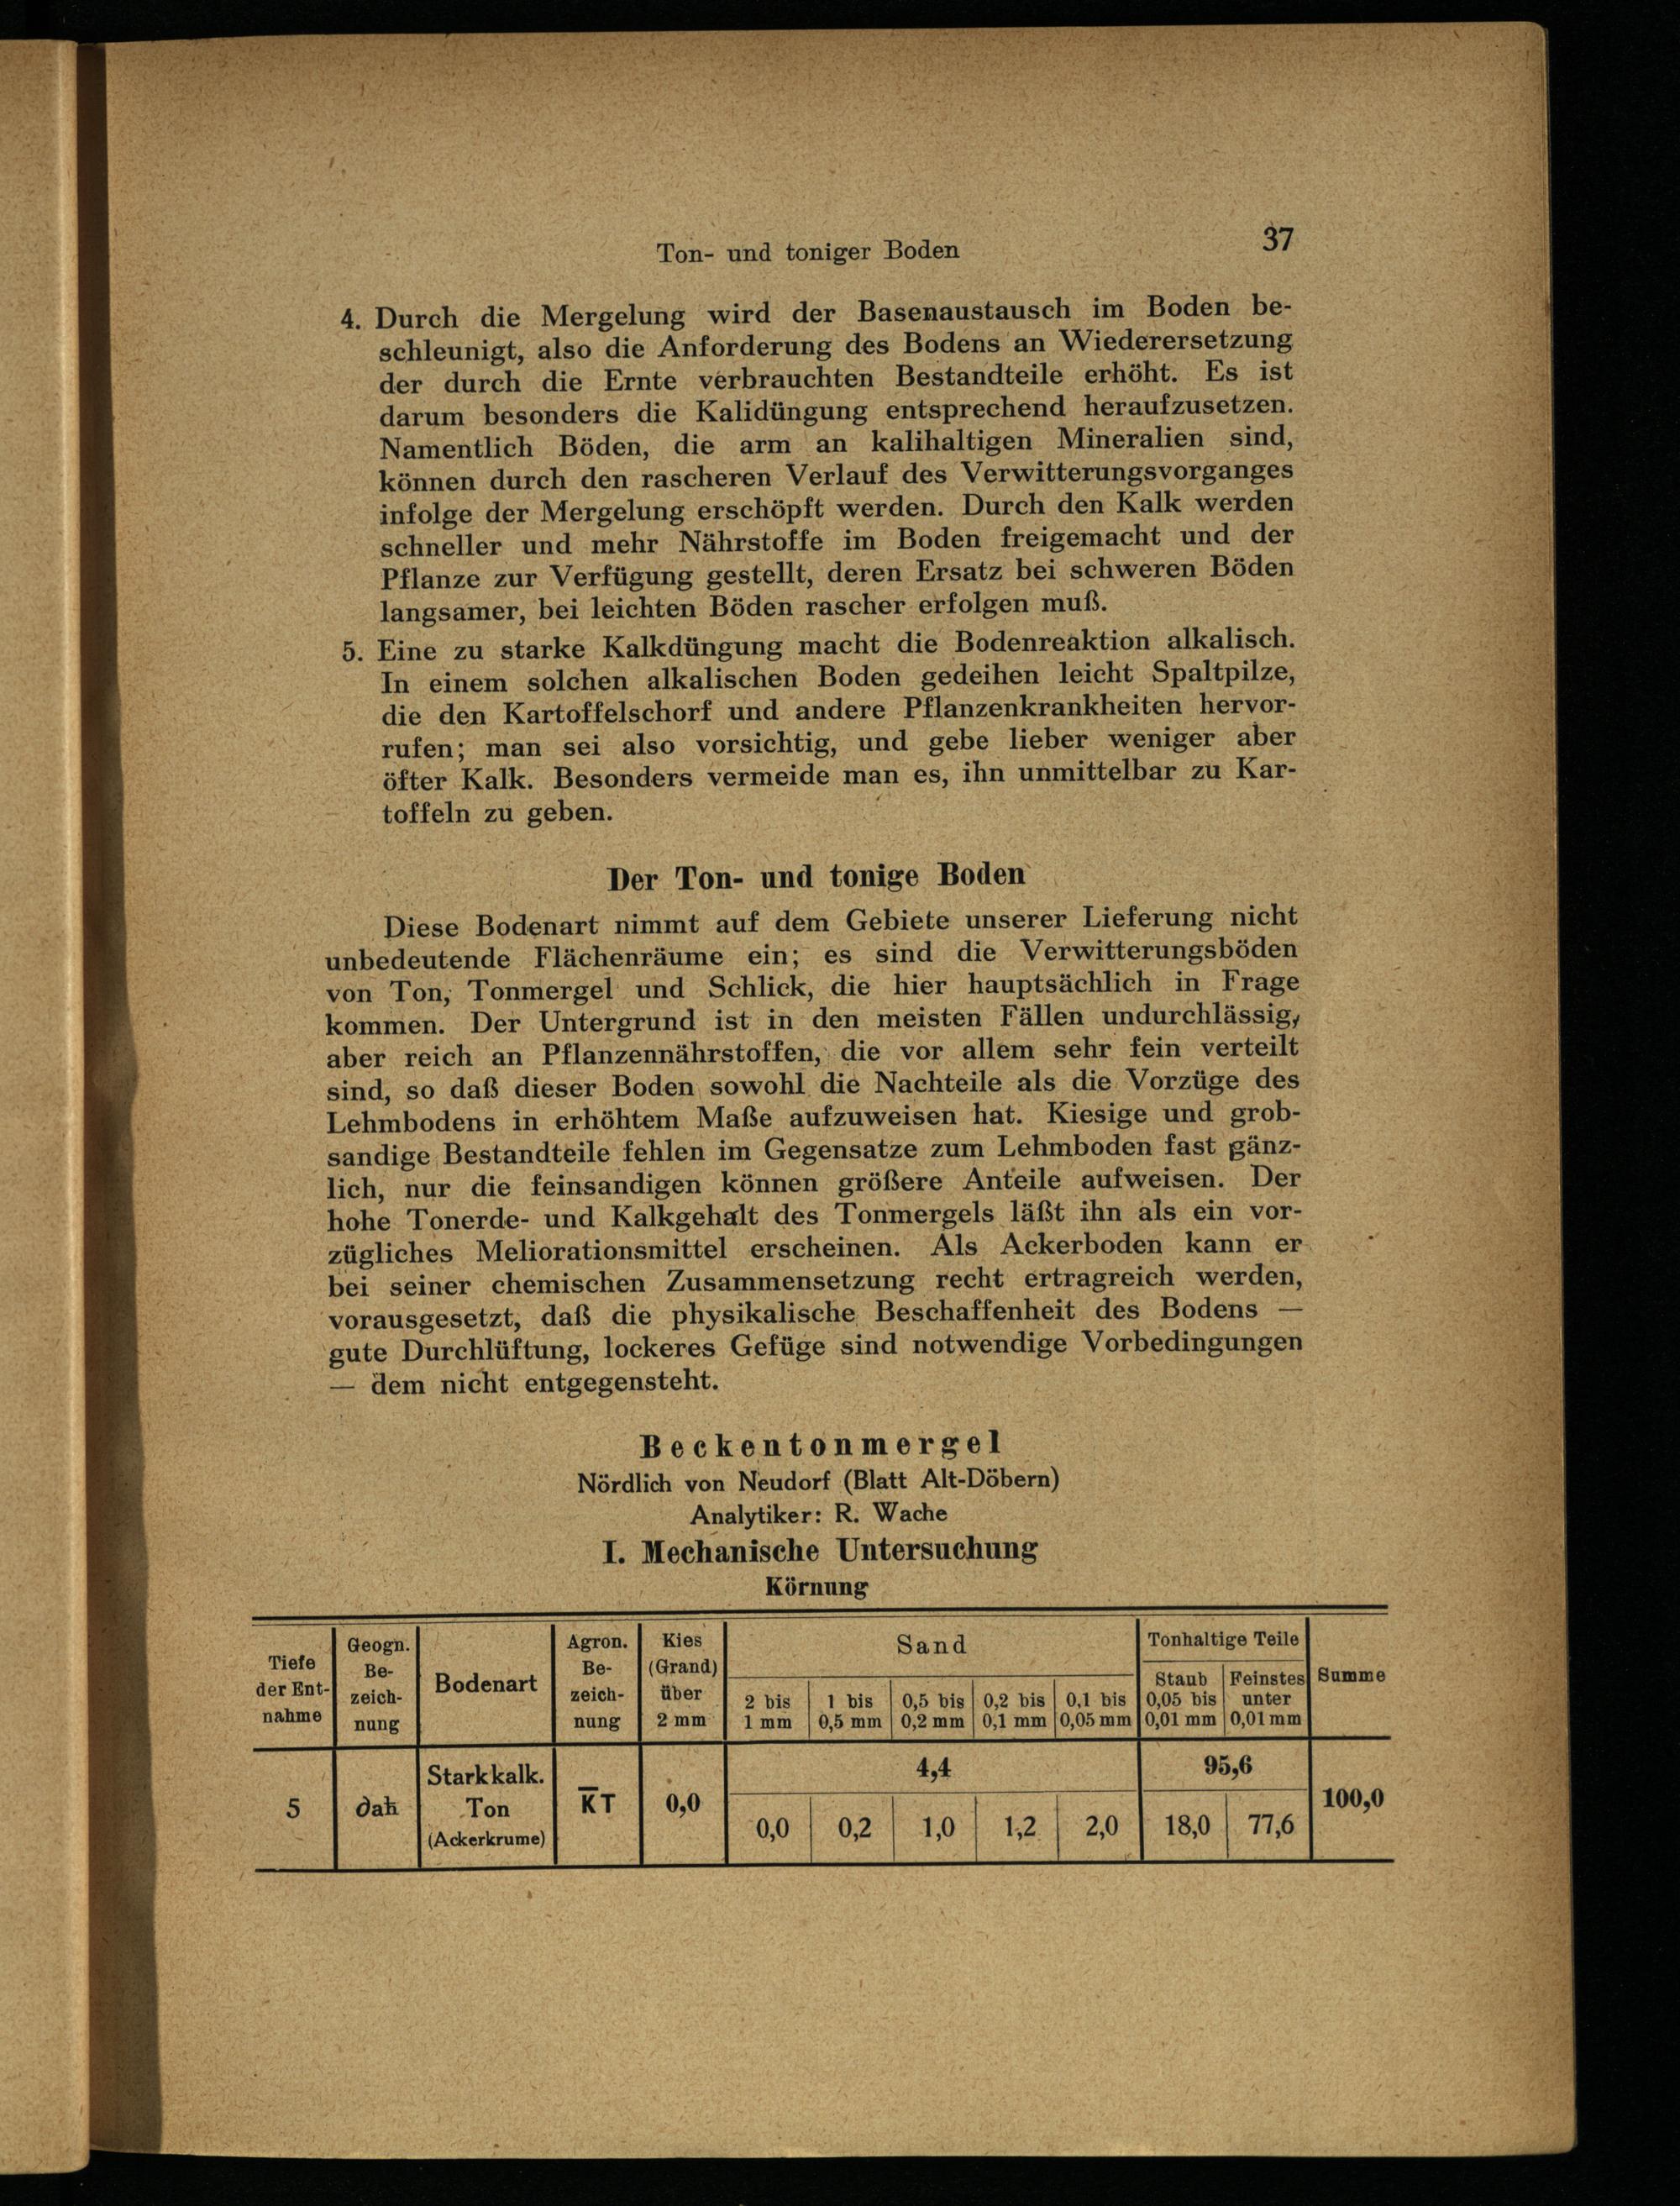 Ton- und toniger Boden 37
4. Durch die Mergelung wird der Basenaustausch im Boden be-
schleunigt, also die Anforderung des Bodens an Wiederersetzung
der durch die Ernte verbrauchten Bestandteile erhöht. Es ist
darum besonders die Kalidüngung entsprechend heraufzusetzen.
Namentlich Böden, die arm an kalihaltigen Mineralien sind,
können durch den rascheren Verlauf des Verwitterungsvorganges
infolge der Mergelung erschöpft werden. Durch den Kalk werden
schneller und mehr Nährstoffe im Boden freigemacht und der
Pflanze zur Verfügung gestellt, deren Ersatz bei schweren Böden
langsamer, bei leichten Böden rascher erfolgen muß.
5. Eine zu starke Kalkdüngung macht die Bodenreaktion alkalisch.
In einem solchen alkalischen Boden gedeihen leicht Spaltpilze,
die den Kartoffelschorf und andere Pflanzenkrankheiten hervor-
rufen; man sei also vorsichtig, und gebe lieber weniger aber
öfter Kalk. Besonders vermeide man es, ihn unmittelbar zu Kar-
toffeln zu geben.
Der Ton- und tonige Boden
Diese Bodenart nimmt auf dem Gebiete unserer Lieferung nicht
unbedeutende Flächenräume ein; es sind die Verwitterungsböden
von Ton, Tonmergel und Schlick, die hier hauptsächlich in Frage
kommen. Der Untergrund ist in den meisten Fällen undurchlässig,
aber reich an Pflanzennährstoffen, die vor allem sehr fein verteilt
sind, so daß dieser Boden sowohl die Nachteile als die Vorzüge des
Lehmbodens in erhöhtem Maße aufzuweisen hat. Kiesige und grob-
sandige Bestandteile fehlen im Gegensatze zum Lehmboden fast gänz-
lich, nur die feinsandigen können größere Anteile aufweisen. Der
hohe Tonerde- und Kalkgehalt des Tonmergels läßt ihn als ein vor-
zügliches Meliorationsmittel erscheinen. Als Ackerboden kann er
bei seiner chemischen Zusammensetzung recht ertragreich werden,
vorausgesetzt, daß die physikalische Beschaffenheit des Bodens —
gute Durchlüftung, lockeres Gefüge sind notwendige Vorbedingungen
— dem nicht entgegensteht.
Beckentonmergel
Nördlich von Neudorf (Blatt Alt-Döbern)
Analytiker: R. Wache
I. Mechanische Untersuchung
Körnung
Tiefe
der Ent-
nahme
Geogn.
Be-
zeich-
nung
Bodenart
Agron.
Be-
zeich-
nung
Kies
(Grand)
über
2 mm
Sand
2 bis
1 mm
1 bis
0,5 mm
0,5 bis
0,2 mm
0,2 bis
0,1 mm
0,1 bis
0,05 mm
Tonhaltige Teile
Staub
0,05 bis
0,01 mm
Feinstes
unter
0,01 mm
Summe
5
∂ah
Stark kalk.
Ton
(Ackerkrume)
K̅T
0,0
4,4
0,0 0,2 1,0 1,2 2,0
95,6
18,0 77,6
100,0